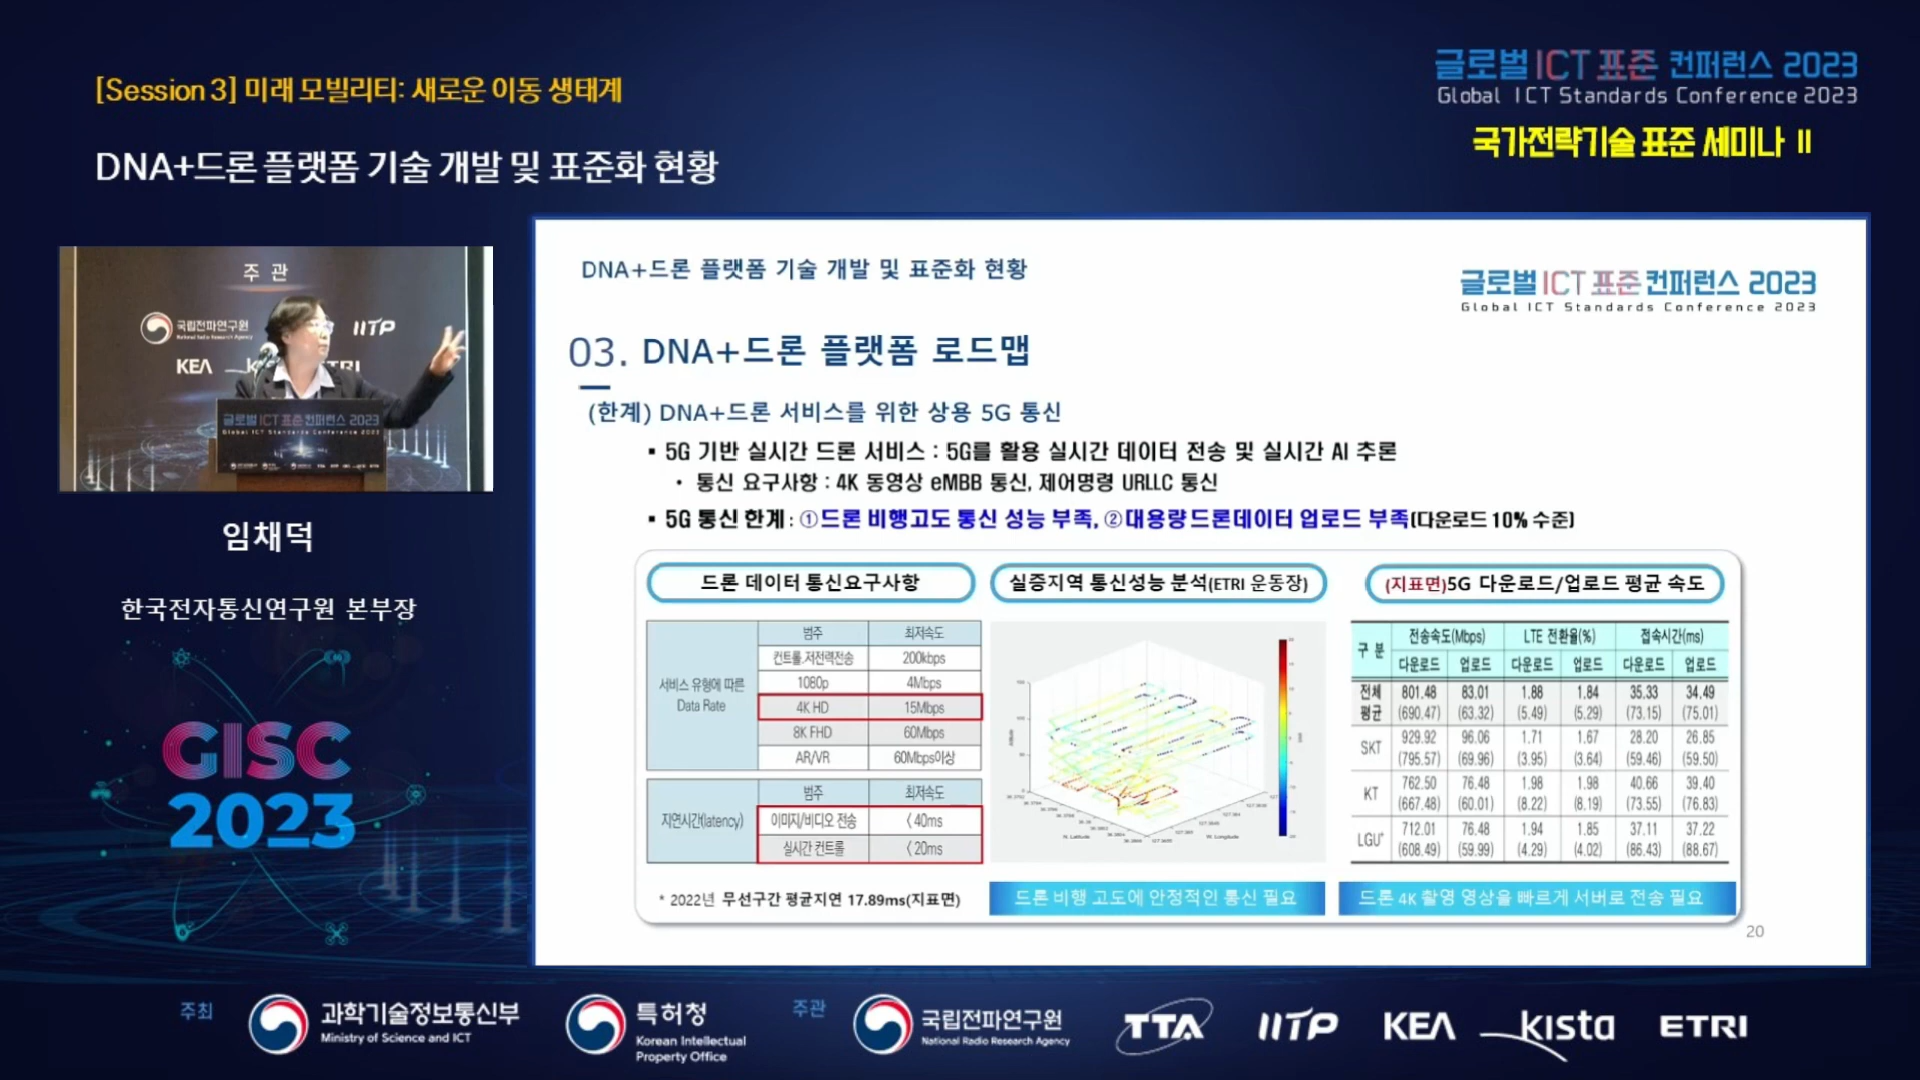 [Session 3] 미래 모빌리티: 새로운 이동 생태계
DNA+드론 플랫폼 기술 개발 및 표준화 현황
글로벌 ICT 표준 컨퍼런스 2023
Global ICT Standards Conference 2023
국가전략기술 표준 세미나 II
주 관
국립전파연구원
National Radio Research Agency
IITP
KEA
ETRI
글로벌 ICT 표준 컨퍼런스 2023
Global ICT Standards Conference 2023
임채덕
한국전자통신연구원 본부장
GISC
2023
DNA+드론 플랫폼 기술 개발 및 표준화 현황
글로벌 ICT 표준 컨퍼런스 2023
Global ICT Standards Conference 2023
03. DNA+드론 플랫폼 로드맵
(한계) DNA+드론 서비스를 위한 상용 5G 통신
▪ 5G 기반 실시간 드론 서비스 : 5G를 활용 실시간 데이터 전송 및 실시간 AI 추론
• 통신 요구사항 : 4K 동영상 eMBB 통신, 제어명령 URLLC 통신
▪ 5G 통신 한계 : ①드론 비행고도 통신 성능 부족, ②대용량 드론데이터 업로드 부족(다운로드 10% 수준)
드론 데이터 통신요구사항
서비스 유형에 따른 Data Rate
범주 최저속도
컨트롤.저전력전송 200kbps
1080p 4Mbps
4K HD 15Mbps
8K FHD 60Mbps
AR/VR 60Mbps이상
지연시간(latency)
범주 최저속도
이미지/비디오 전송 < 40ms
실시간 컨트롤 < 20ms
* 2022년 무선구간 평균지연 17.89ms(지표면)
실증지역 통신성능 분석(ETRI 운동장)
드론 비행 고도에 안정적인 통신 필요
(지표면)5G 다운로드/업로드 평균 속도
구 분 전송속도(Mbps) LTE 전환율(%) 접속시간(ms)
다운로드 업로드 다운로드 업로드 다운로드 업로드
전체 평균 801.48 83.01 1.88 1.84 35.33 34.49
(690.47) (63.32) (5.49) (5.29) (73.15) (75.01)
SKT 929.92 96.06 1.71 1.67 28.20 26.85
(795.57) (69.96) (3.95) (3.64) (59.46) (59.50)
KT 762.50 76.48 1.98 1.98 40.66 39.40
(667.48) (60.01) (8.22) (8.19) (73.55) (76.83)
LGU+ 712.01 76.48 1.94 1.85 37.11 37.22
(608.49) (59.99) (4.29) (4.02) (86.43) (88.67)
드론 4K 촬영 영상을 빠르게 서버로 전송 필요
20
주최
과학기술정보통신부
Ministry of Science and ICT
특허청
Korean Intellectual
Property Office
주관
국립전파연구원
National Radio Research Agency
TTA
IITP
KEA
kista
ETRI